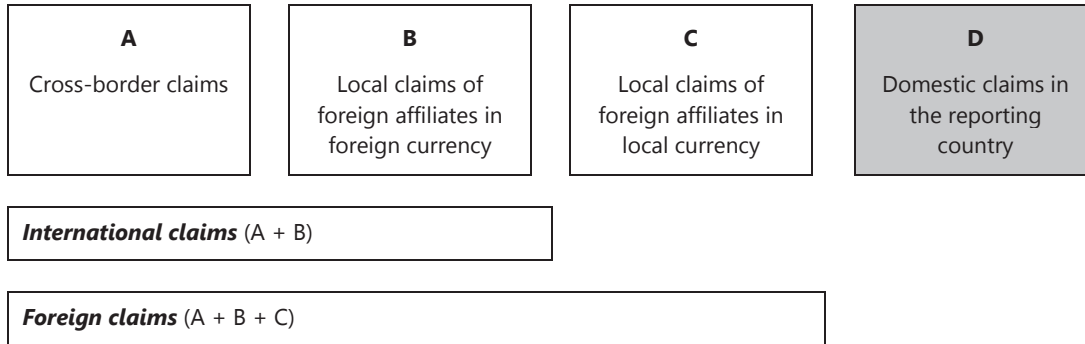 A
Cross-border claims
B
Local claims of
foreign affiliates in
foreign currency
C
Local claims of
foreign affiliates in
local currency
D
Domestic claims in
the reporting
country
International claims (A + B)
Foreign claims (A + B + C)